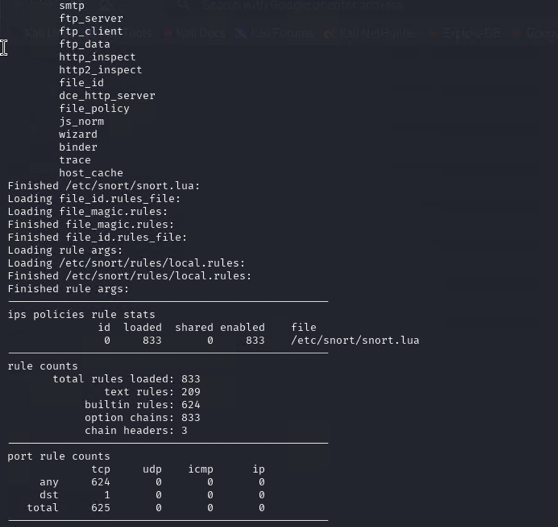 smtp
ftp_server
ftp_client
ftp_data
http_inspect
http2_inspect
file_id
dce_http_server
file_policy
js_norm
wizard
binder
trace
host_cache
Finished /etc/snort/snort.lua:
Loading file_id.rules_file:
Loading file_magic.rules:
Finished file_magic.rules:
Finished file_id.rules_file:
Loading rule args:
Loading /etc/snort/rules/local.rules:
Finished /etc/snort/rules/local.rules:
Finished rule args:
ips policies rule stats
id loaded shared enabled file
0 833 0 833 /etc/snort/snort.lua
rule counts
total rules loaded: 833
text rules: 209
builtin rules: 624
option chains: 833
chain headers: 3
port rule counts
tcp udp icmp ip
any 624 0 0 0
dst 1 0 0 0
total 625 0 0 0